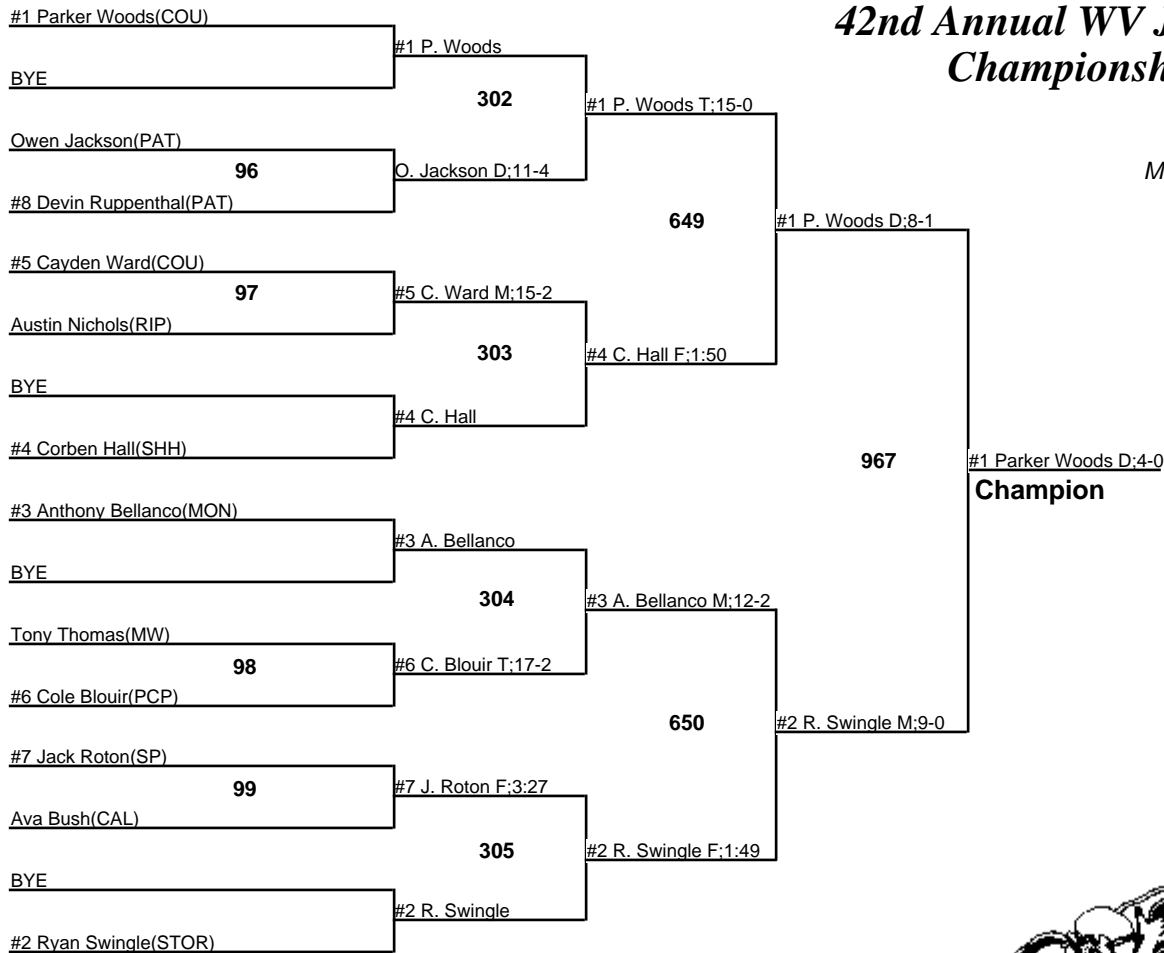 #1 Parker Woods(COU)
BYE
Owen Jackson(PAT)
96
#8 Devin Ruppenthal(PAT)
#5 Cayden Ward(COU)
97
Austin Nichols(RIP)
BYE
#4 Corben Hall(SHH)
#3 Anthony Bellanco(MON)
BYE
Tony Thomas(MW)
98
#6 Cole Blouir(PCP)
#7 Jack Roton(SP)
99
Ava Bush(CAL)
BYE
#2 Ryan Swingle(STOR)
#1 P. Woods
302
O. Jackson D;11-4
#5 C. Ward M;15-2
303
#4 C. Hall
#3 A. Bellanco
304
#6 C. Blouir T;17-2
#7 J. Roton F;3:27
305
#2 R. Swingle
#1 P. Woods T;15-0
649
#4 C. Hall F;1:50
#3 A. Bellanco M;12-2
650
#2 R. Swingle F;1:49
#1 P. Woods D;8-1
967
#2 R. Swingle M;9-0
#1 Parker Woods D;4-0
Champion
42nd Annual WV J
Championsh
M